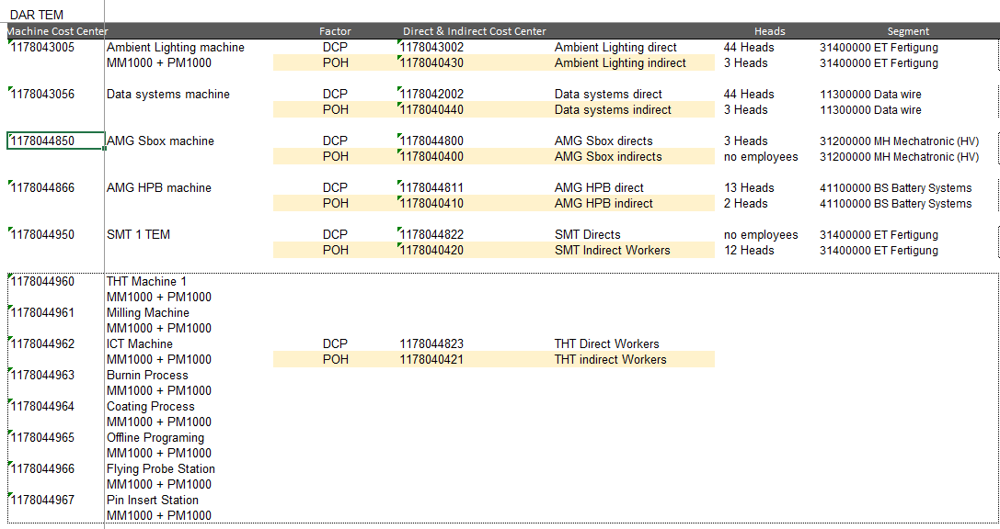 DAR TEM
Machine Cost Center Factor Direct & Indirect Cost Center Heads Segment
1178043005 Ambient Lighting machine DCP 1178043002 Ambient Lighting direct 44 Heads 31400000 ET Fertigung
MM1000 + PM1000 POH 1178040430 Ambient Lighting indirect 3 Heads 31400000 ET Fertigung
1178043056 Data systems machine DCP 1178042002 Data systems direct 44 Heads 11300000 Data wire
POH 1178040440 Data systems indirect 3 Heads 11300000 Data wire
1178044850 AMG Sbox machine DCP 1178044800 AMG Sbox directs 3 Heads 31200000 MH Mechatronic (HV)
POH 1178040400 AMG Sbox indirects no employees 31200000 MH Mechatronic (HV)
1178044866 AMG HPB machine DCP 1178044811 AMG HPB direct 13 Heads 41100000 BS Battery Systems
POH 1178040410 AMG HPB indirect 2 Heads 41100000 BS Battery Systems
1178044950 SMT 1 TEM DCP 1178044822 SMT Directs no employees 31400000 ET Fertigung
POH 1178040420 SMT Indirect Workers 12 Heads 31400000 ET Fertigung
1178044960 THT Machine 1
MM1000 + PM1000
1178044961 Milling Machine
MM1000 + PM1000
1178044962 ICT Machine DCP 1178044823 THT Direct Workers
MM1000 + PM1000 POH 1178040421 THT indirect Workers
1178044963 Burnin Process
MM1000 + PM1000
1178044964 Coating Process
MM1000 + PM1000
1178044965 Offline Programing
MM1000 + PM1000
1178044966 Flying Probe Station
MM1000 + PM1000
1178044967 Pin Insert Station
MM1000 + PM1000